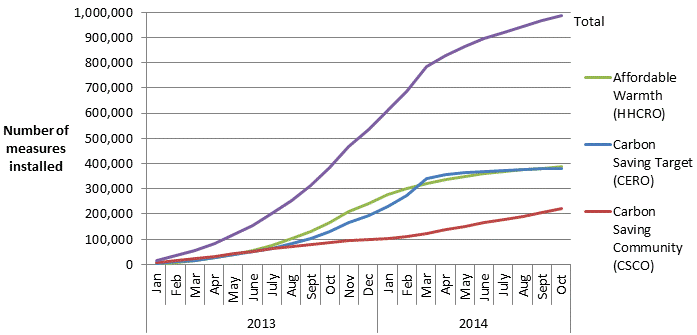 1,000,000
900,000
800,000
700,000
600,000
500,000
400,000
300,000
200,000
100,000
0
Number of
measures
installed
Total
Affordable
Warmth
(HHCRO)
Carbon
Saving Target
(CERO)
Carbon
Saving
Community
(CSCO)
Jan Feb Mar Apr May June July Aug Sept Oct Nov Dec Jan Feb Mar Apr May June July Aug Sept Oct
2013 2014